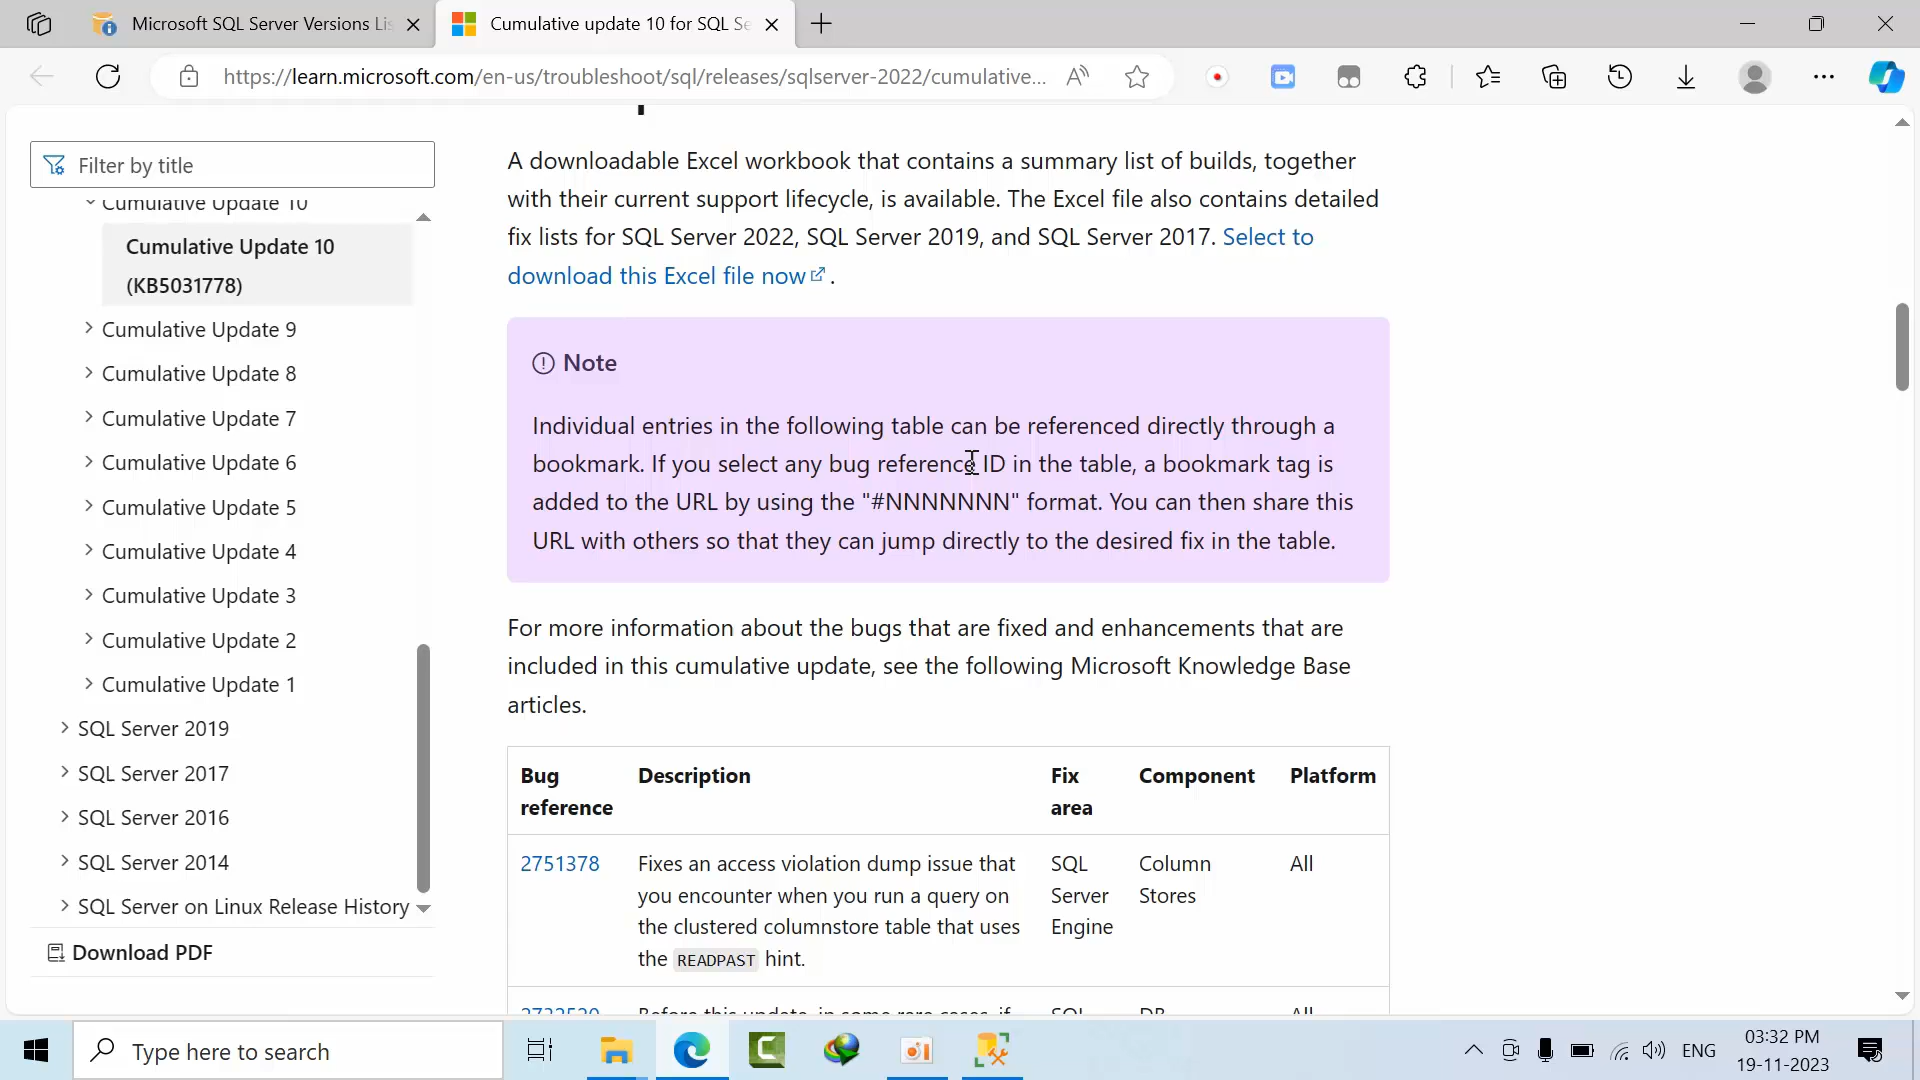 Microsoft SQL Server Versions Lis
Cumulative update 10 for SQL Se
https://learn.microsoft.com/en-us/troubleshoot/sql/releases/sqlserver-2022/cumulative...
Filter by title
Cumulative Update 10
Cumulative Update 10
(KB5031778)
Cumulative Update 9
Cumulative Update 8
Cumulative Update 7
Cumulative Update 6
Cumulative Update 5
Cumulative Update 4
Cumulative Update 3
Cumulative Update 2
Cumulative Update 1
SQL Server 2019
SQL Server 2017
SQL Server 2016
SQL Server 2014
SQL Server on Linux Release History
Download PDF
A downloadable Excel workbook that contains a summary list of builds, together
with their current support lifecycle, is available. The Excel file also contains detailed
fix lists for SQL Server 2022, SQL Server 2019, and SQL Server 2017. Select to
download this Excel file now.
Note
Individual entries in the following table can be referenced directly through a
bookmark. If you select any bug reference ID in the table, a bookmark tag is
added to the URL by using the "#NNNNNNN" format. You can then share this
URL with others so that they can jump directly to the desired fix in the table.
For more information about the bugs that are fixed and enhancements that are
included in this cumulative update, see the following Microsoft Knowledge Base
articles.
Bug reference Description Fix area Component Platform
2751378 Fixes an access violation dump issue that SQL Column All
you encounter when you run a query on Server Stores
the clustered columnstore table that uses Engine
the READPAST hint.
Before this update, in some rare cases, if SQL DB All
Type here to search
ENG
03:32 PM
19-11-2023